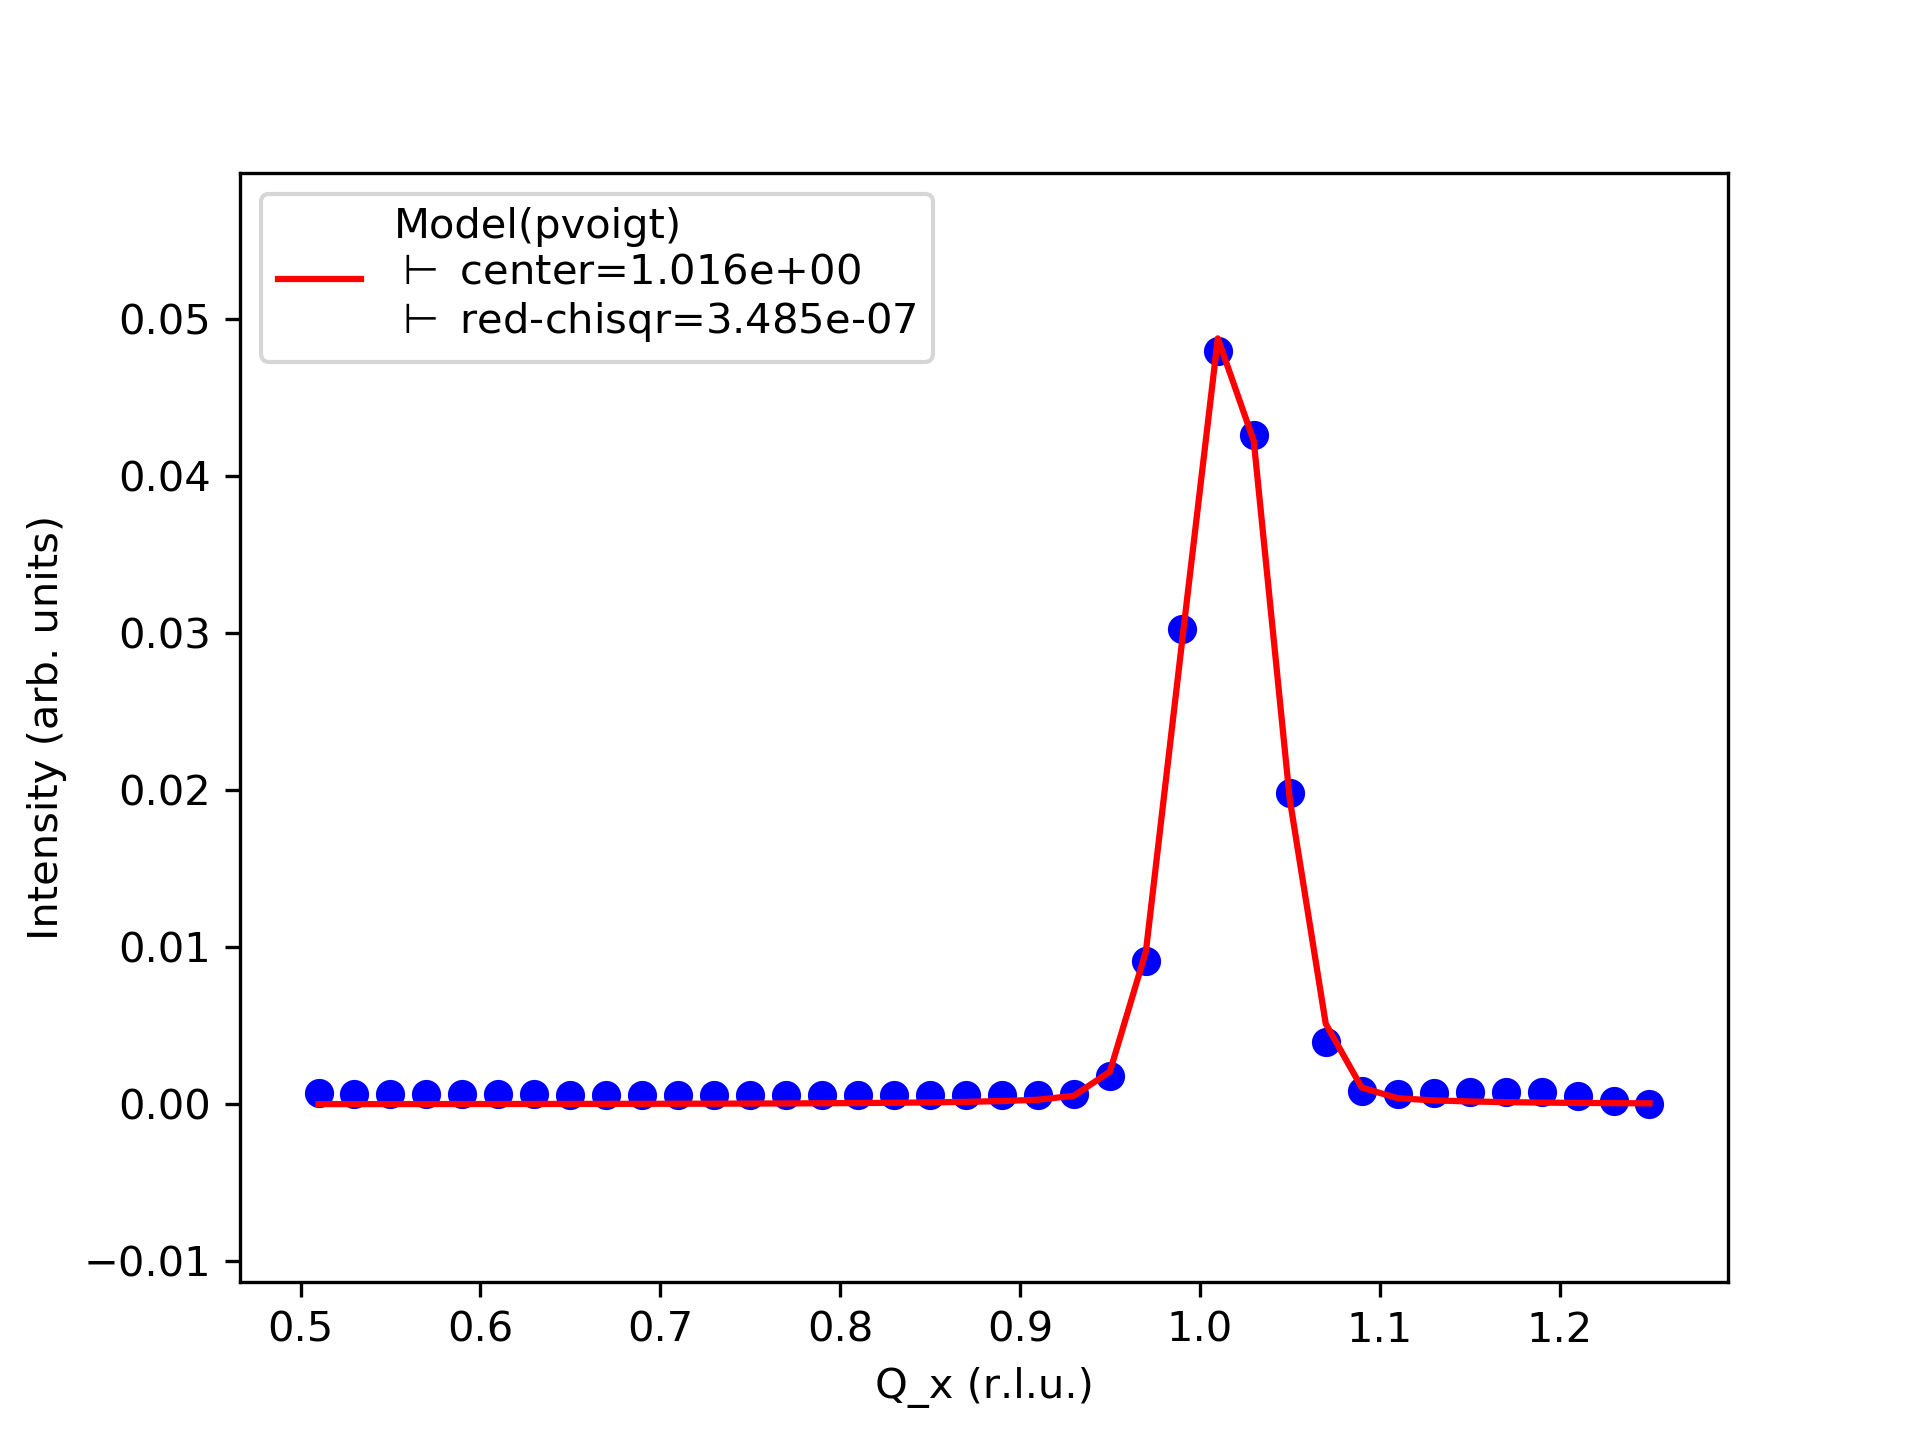 Model(pvoigt)
⊢ center=1.016e+00
⊢ red-chisqr=3.485e-07
0.05
0.04
0.03
0.02
0.01
0.00
−0.01
Intensity (arb. units)
0.5 0.6 0.7 0.8 0.9 1.0 1.1 1.2
Q_x (r.l.u.)